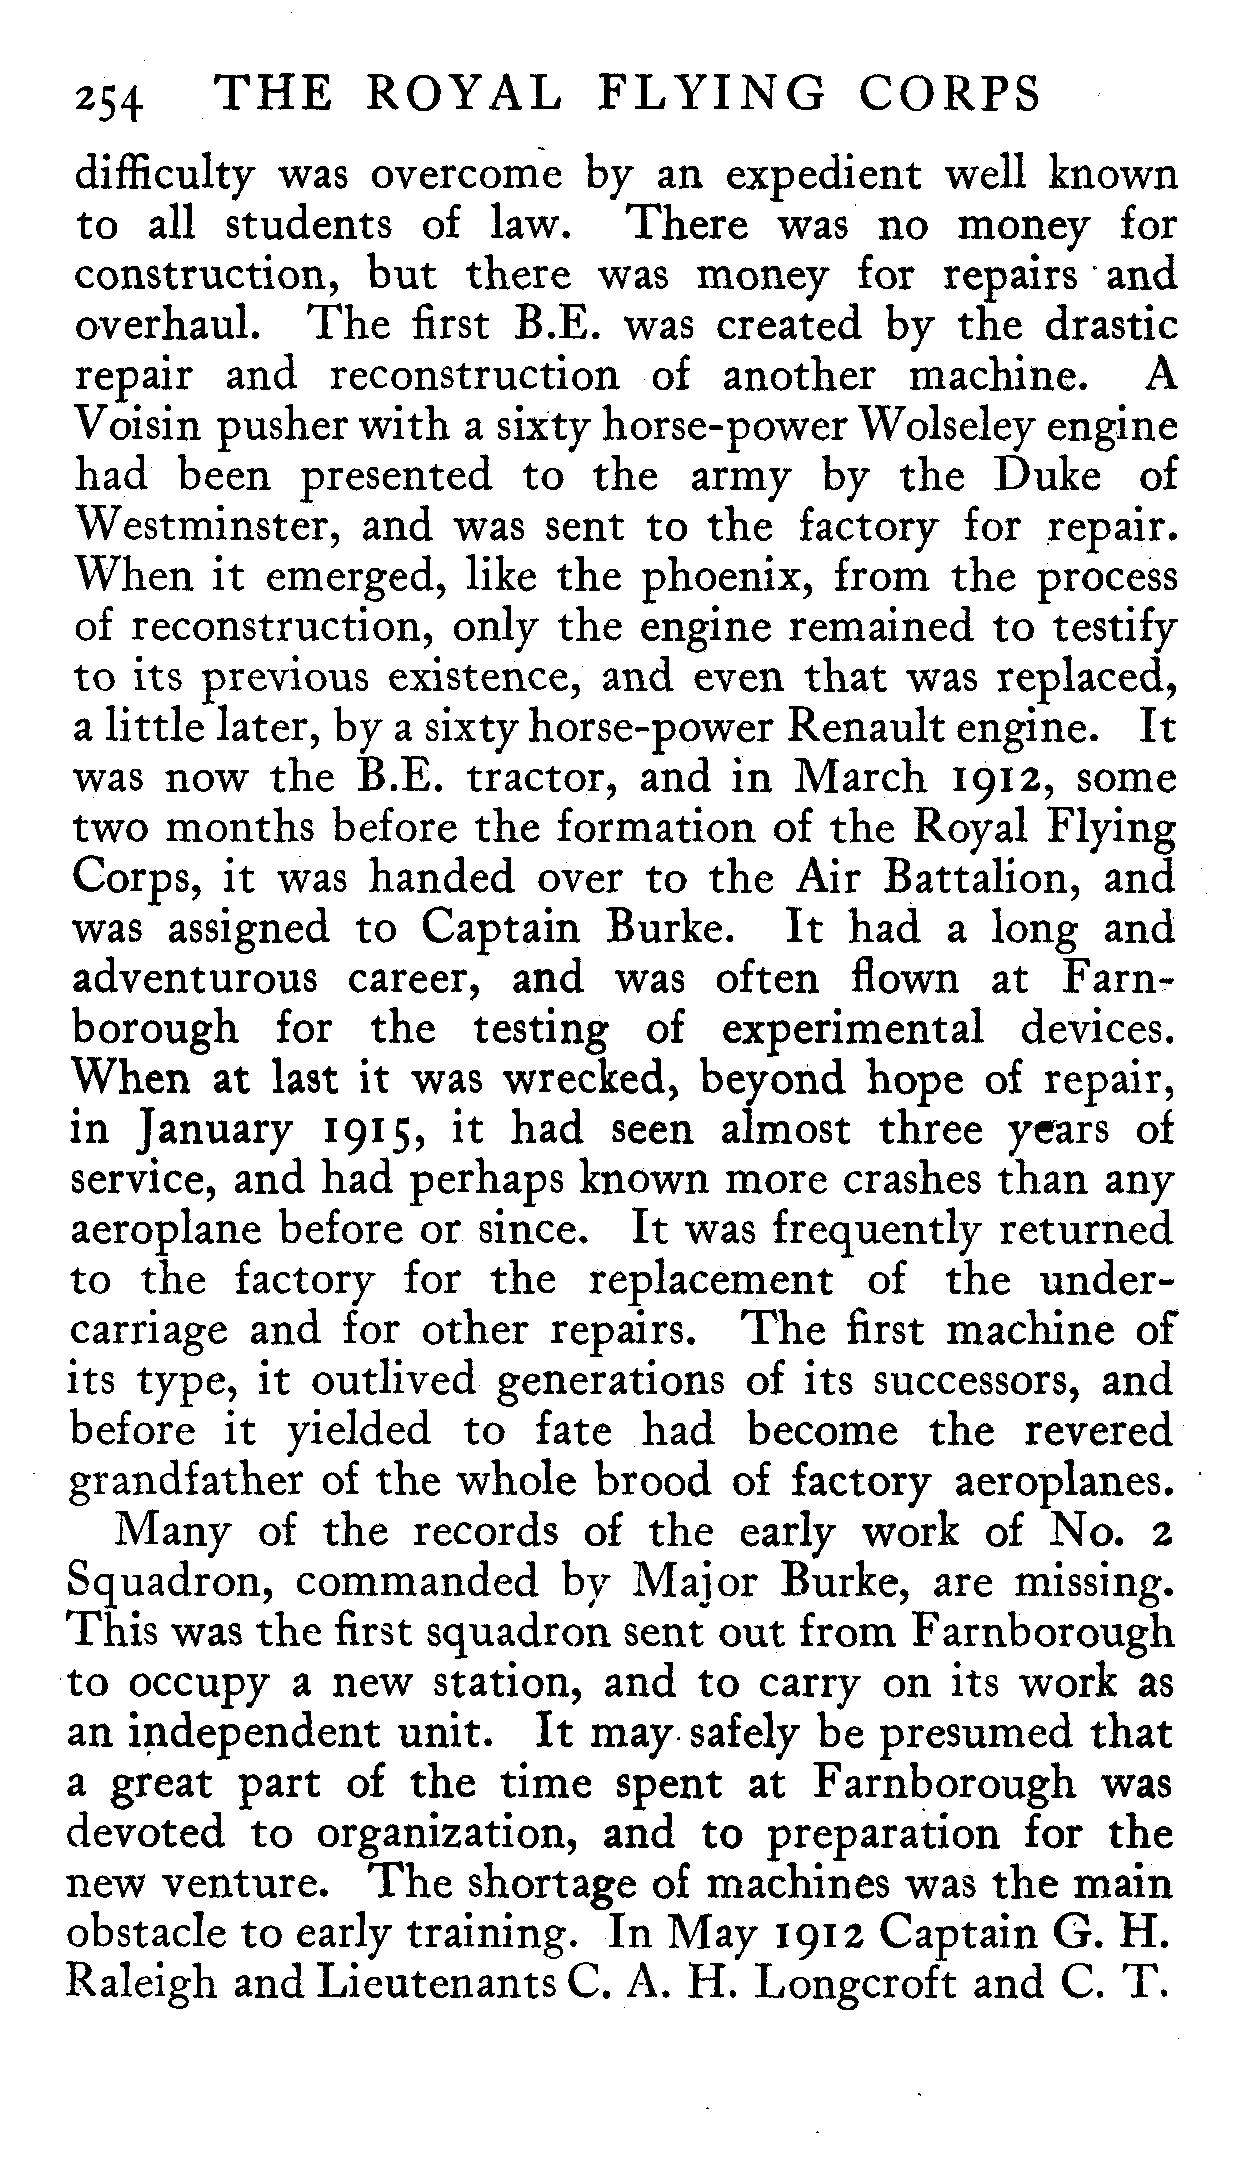 254 THE ROYAL FLYING CORPS
difficulty was overcome by an expedient well known
to all students of law. There was no money for
construction, but there was money for repairs and
overhaul. The first B.E. was created by the drastic
repair and reconstruction of another machine. A
Voisin pusher with a sixty horse-power Wolseley engine
had been presented to the army by the Duke of
Westminster, and was sent to the factory for repair.
When it emerged, like the phoenix, from the process
of reconstruction, only the engine remained to testify
to its previous existence, and even that was replaced,
a little later, by a sixty horse-power Renault engine. It
was now the B.E. tractor, and in March 1912, some
two months before the formation of the Royal Flying
Corps, it was handed over to the Air Battalion, and
was assigned to Captain Burke. It had a long and
adventurous career, and was often flown at Farn-
borough for the testing of experimental devices.
When at last it was wrecked, beyond hope of repair,
in January 1915, it had seen almost three years of
service, and had perhaps known more crashes than any
aeroplane before or since. It was frequently returned
to the factory for the replacement of the under-
carriage and for other repairs. The first machine of
its type, it outlived generations of its successors, and
before it yielded to fate had become the revered
grandfather of the whole brood of factory aeroplanes.
Many of the records of the early work of No. 2
Squadron, commanded by Major Burke, are missing.
This was the first squadron sent out from Farnborough
to occupy a new station, and to carry on its work as
an independent unit. It may safely be presumed that
a great part of the time spent at Farnborough was
devoted to organization, and to preparation for the
new venture. The shortage of machines was the main
obstacle to early training. In May 1912 Captain G. H.
Raleigh and Lieutenants C. A. H. Longcroft and C. T.